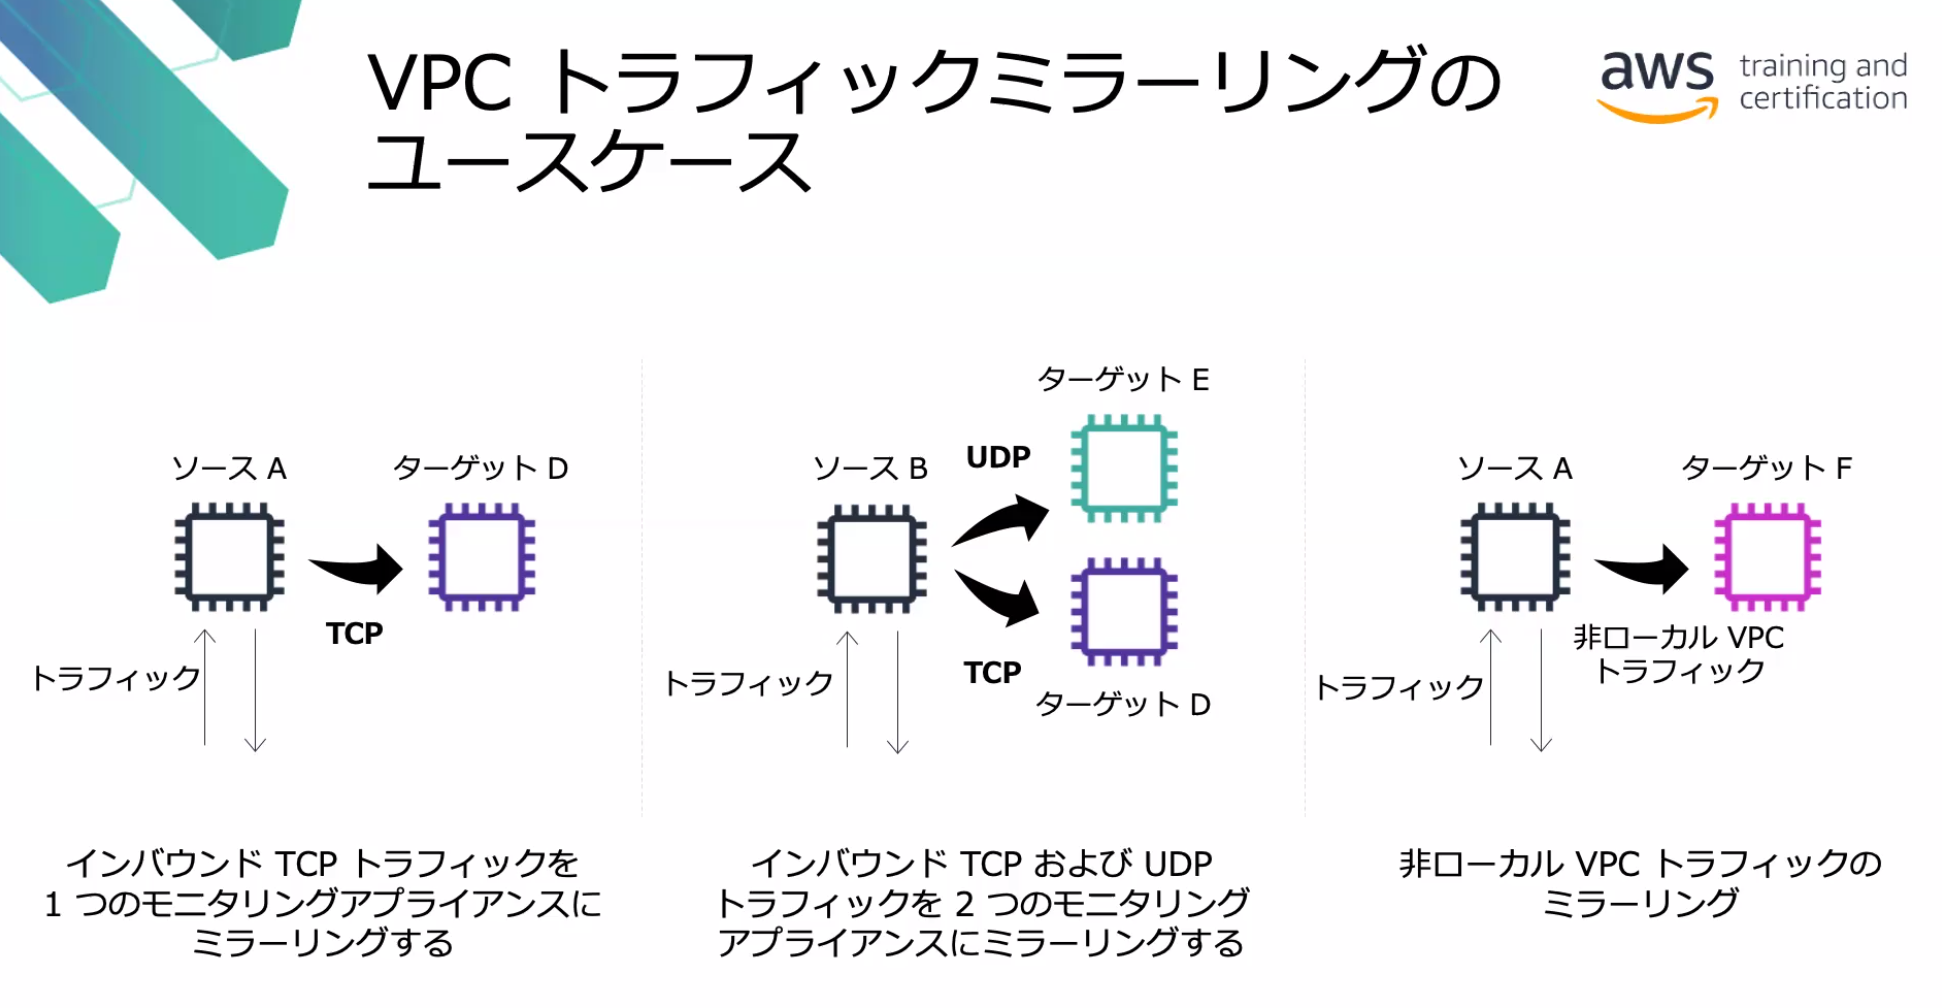 VPC トラフィックミラーリングの
ユースケース
aws training and
certification
ソース A
ターゲット D
TCP
トラフィック
インバウンド TCP トラフィックを
1 つのモニタリングアプライアンスに
ミラーリングする
ターゲット E
ソース B
UDP
TCP
トラフィック
ターゲット D
インバウンド TCP および UDP
トラフィックを 2 つのモニタリング
アプライアンスにミラーリングする
ソース A
ターゲット F
非ローカル VPC
トラフィック
トラフィック
非ローカル VPC トラフィックの
ミラーリング